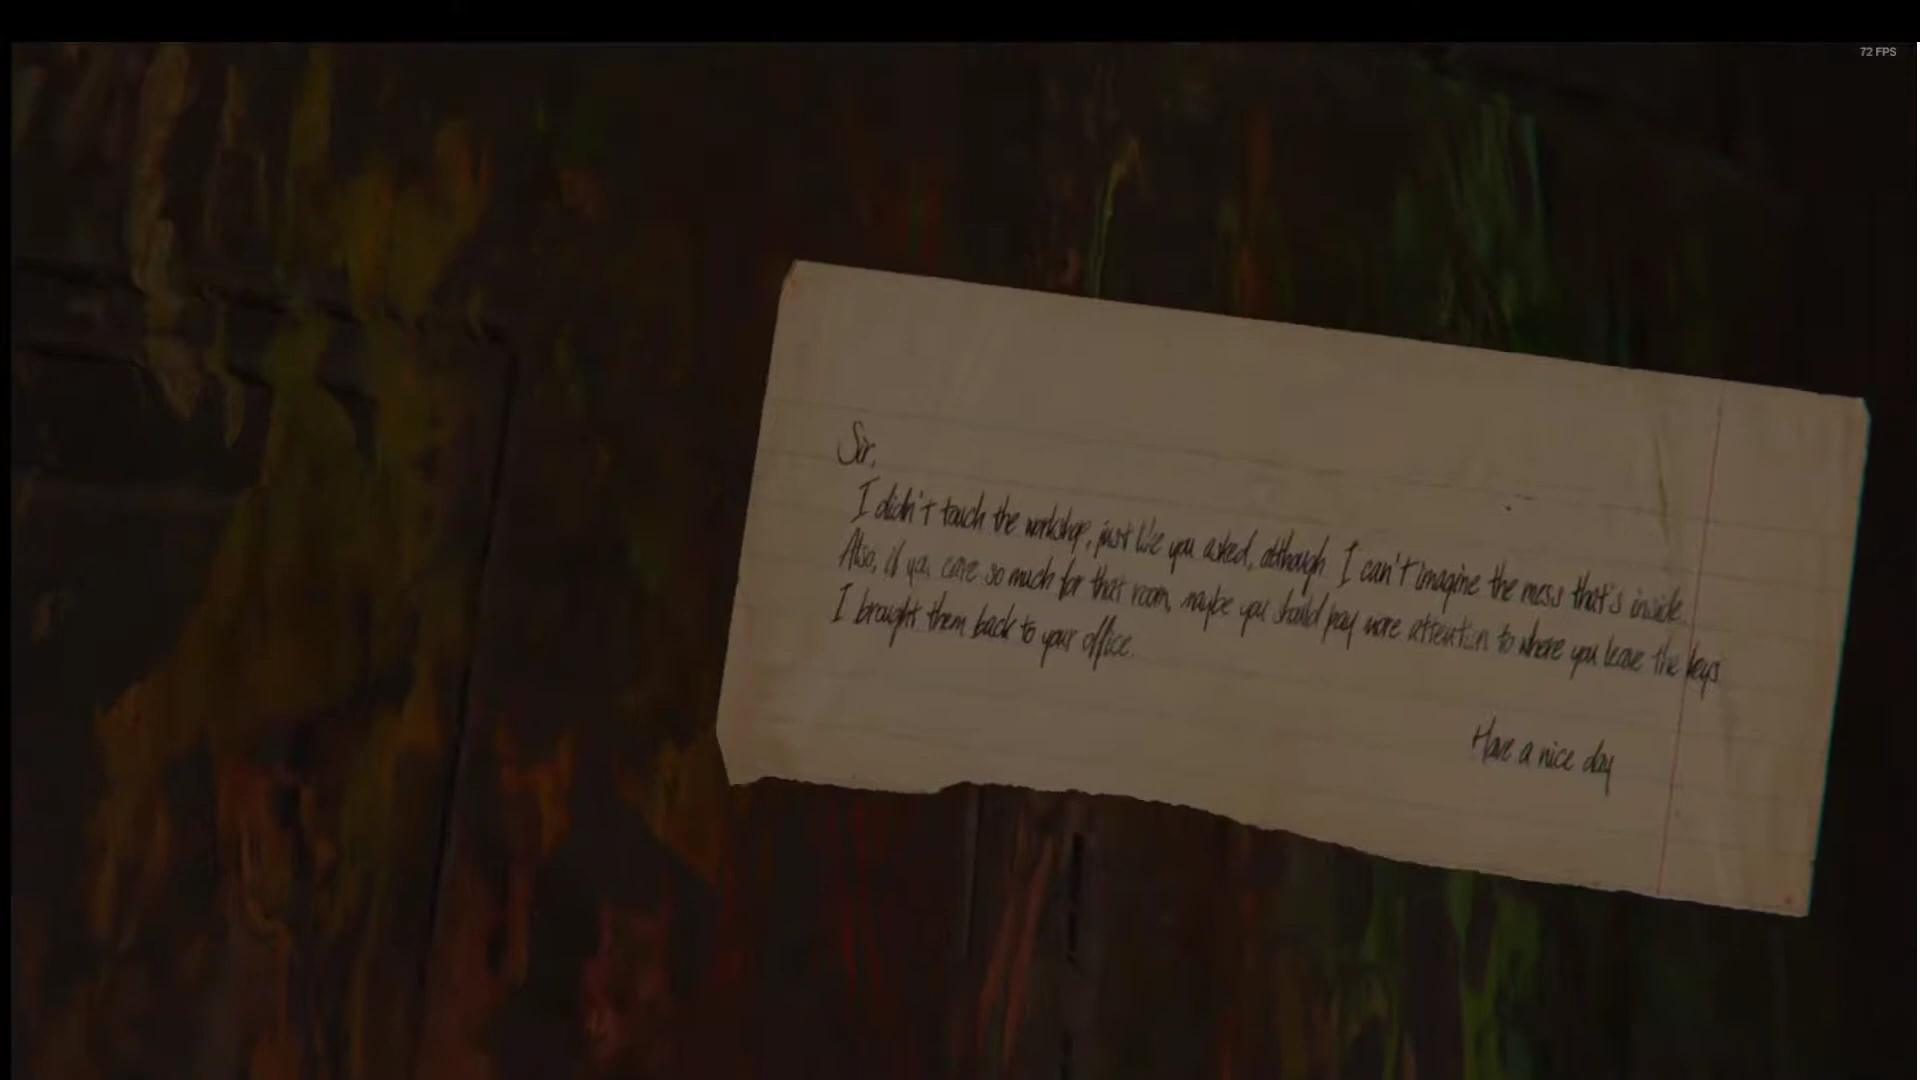 72 FPS
Sir,
I didn't touch the workshop, just like you asked, although I can't imagine the mess that's inside.
Also, if you care so much for that room, maybe you should pay more attention to where you leave the keys
I brought them back to your office.
Have a nice day